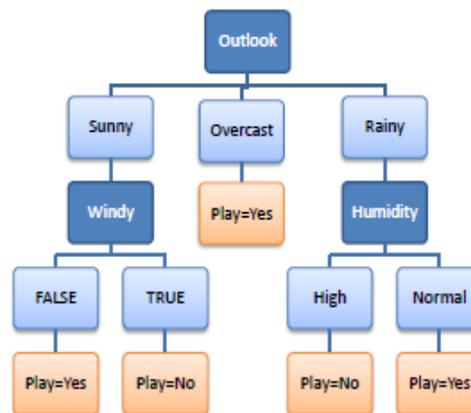 Outlook
Sunny
Overcast
Rainy
Windy
Play=Yes
Humidity
FALSE
TRUE
High
Normal
Play=Yes
Play=No
Play=No
Play=Yes